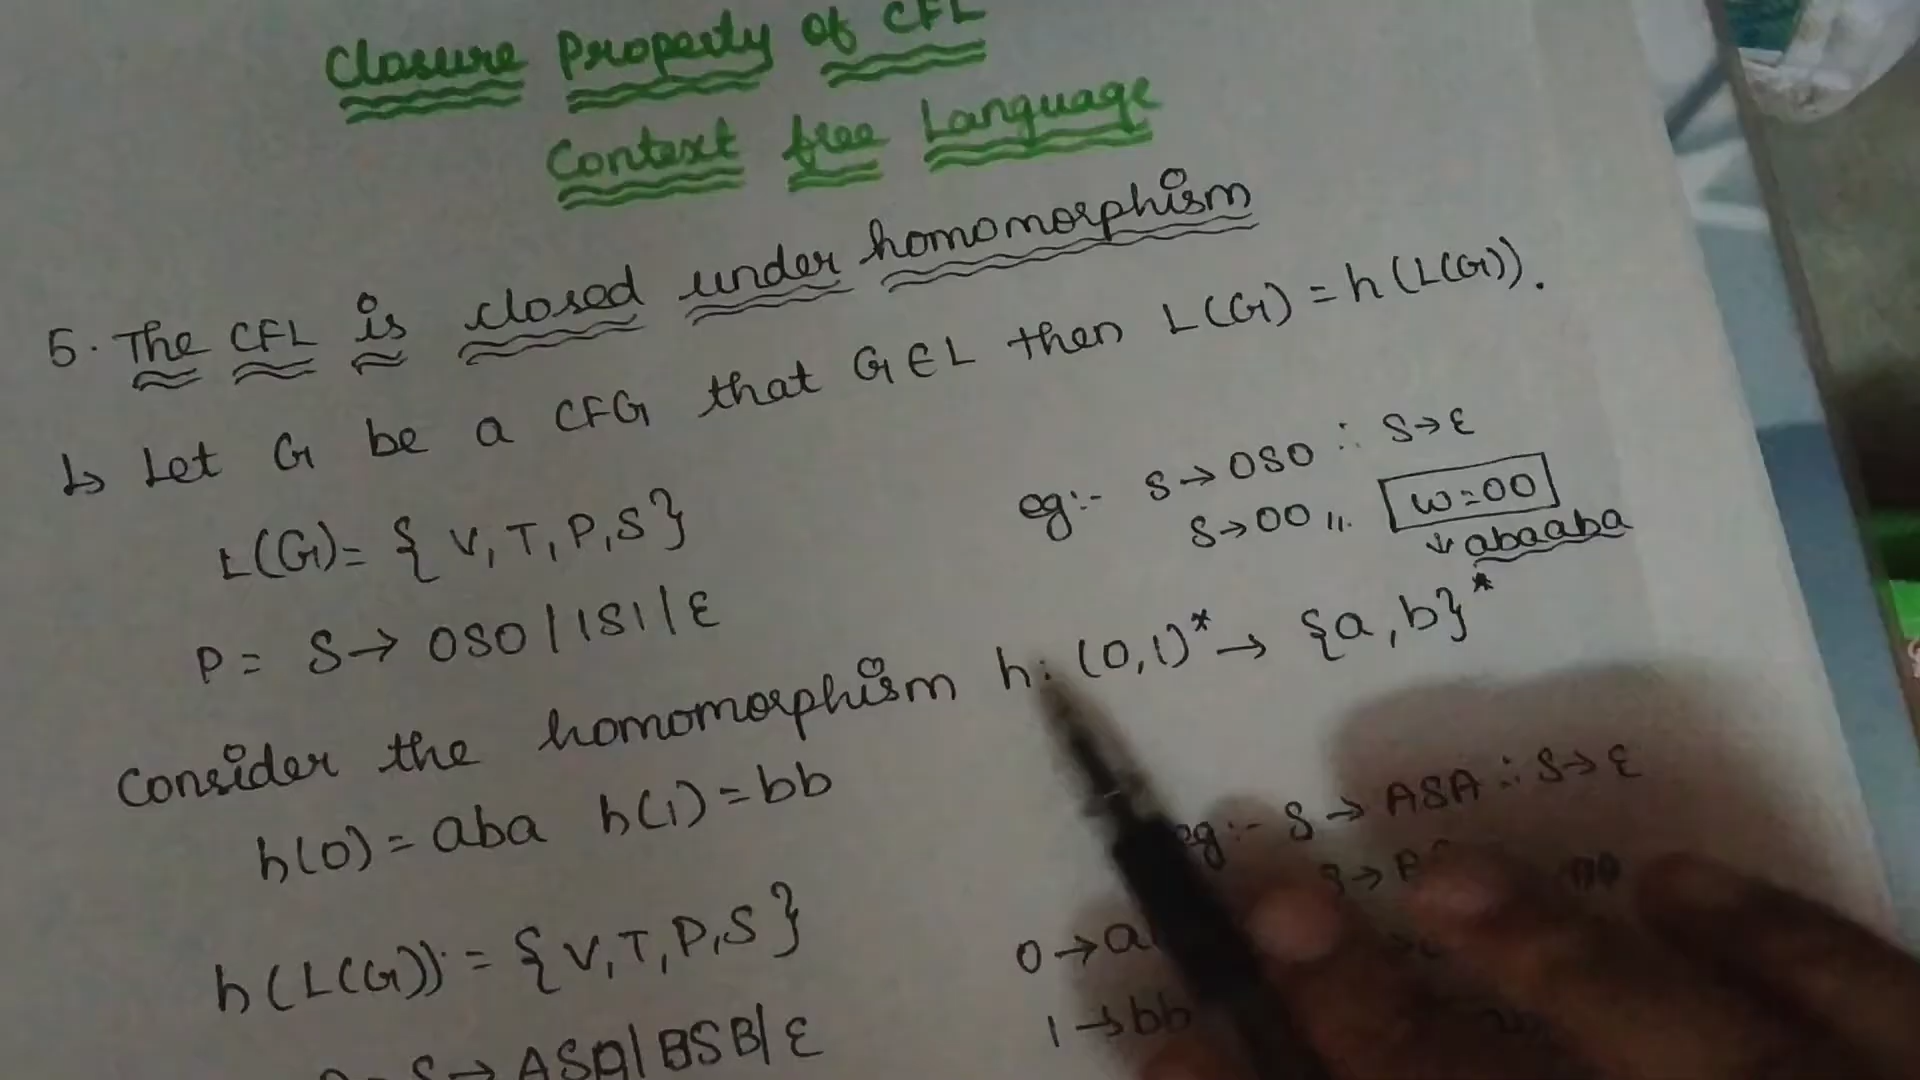 Closure Property of CFL
Context free Language
5. The CFL is closed under homomorphism
↳ Let G be a CFG that G∈L then L(G) = h(L(G)).
L(G)= { V, T, P, S }
eg:- S→0S0 ∴ S→ε
S→00 ,,. w=00
↓ abaaba
P = S→ 0S0 | 1S1 | ε
Consider the homomorphism h: (0,1)* → {a,b}*
h(0) = aba h(1) = bb
eg:- S→ ASA ∴ S→ ε
h(L(G)) = { V, T, P, S }
0→
1→bb
S→ ASA | BSB | ε